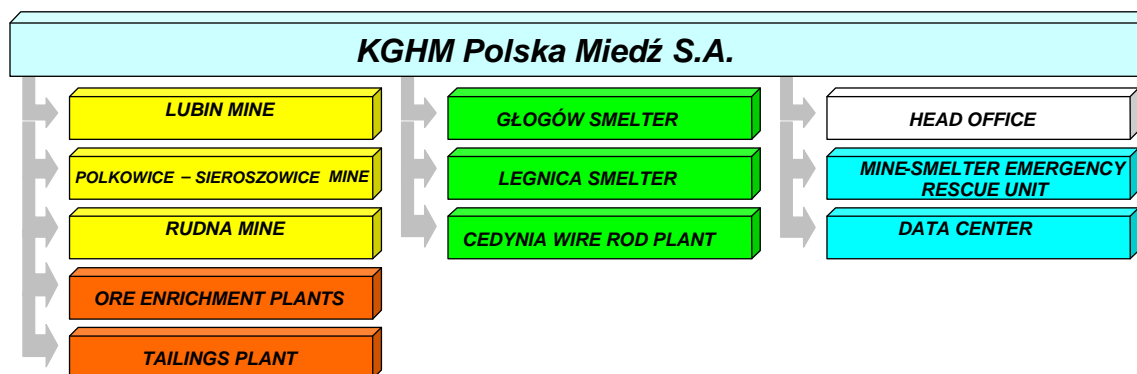 KGHM Polska Miedź S.A.
LUBIN MINE
POLKOWICE – SIEROSZOWICE MINE
RUDNA MINE
ORE ENRICHMENT PLANTS
TAILINGS PLANT
GŁOGÓW SMELTER
LEGNICA SMELTER
CEDYNIA WIRE ROD PLANT
HEAD OFFICE
MINE-SMELTER EMERGENCY
RESCUE UNIT
DATA CENTER